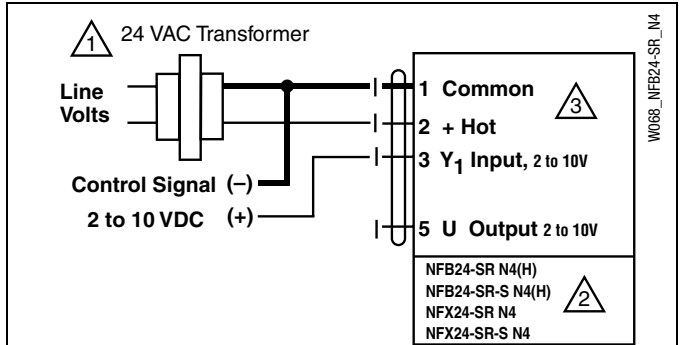 1 24 VAC Transformer
Line
Volts
1 Common
3
2 + Hot
3 Y1 Input, 2 to 10V
Control Signal (–)
2 to 10 VDC (+)
5 U Output 2 to 10V
NFB24-SR N4(H)
NFB24-SR-S N4(H)
2
NFX24-SR N4
NFX24-SR-S N4
W068_NFB24-SR_N4